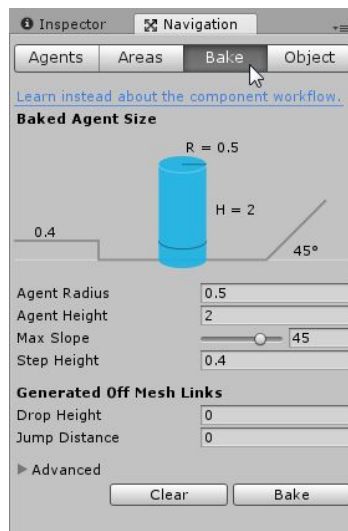 Inspector Navigation
Agents Areas Bake Object
Learn instead about the component workflow.
Baked Agent Size
R = 0.5
H = 2
0.4
45°
Agent Radius 0.5
Agent Height 2
Max Slope 45
Step Height 0.4
Generated Off Mesh Links
Drop Height 0
Jump Distance 0
Advanced
Clear Bake